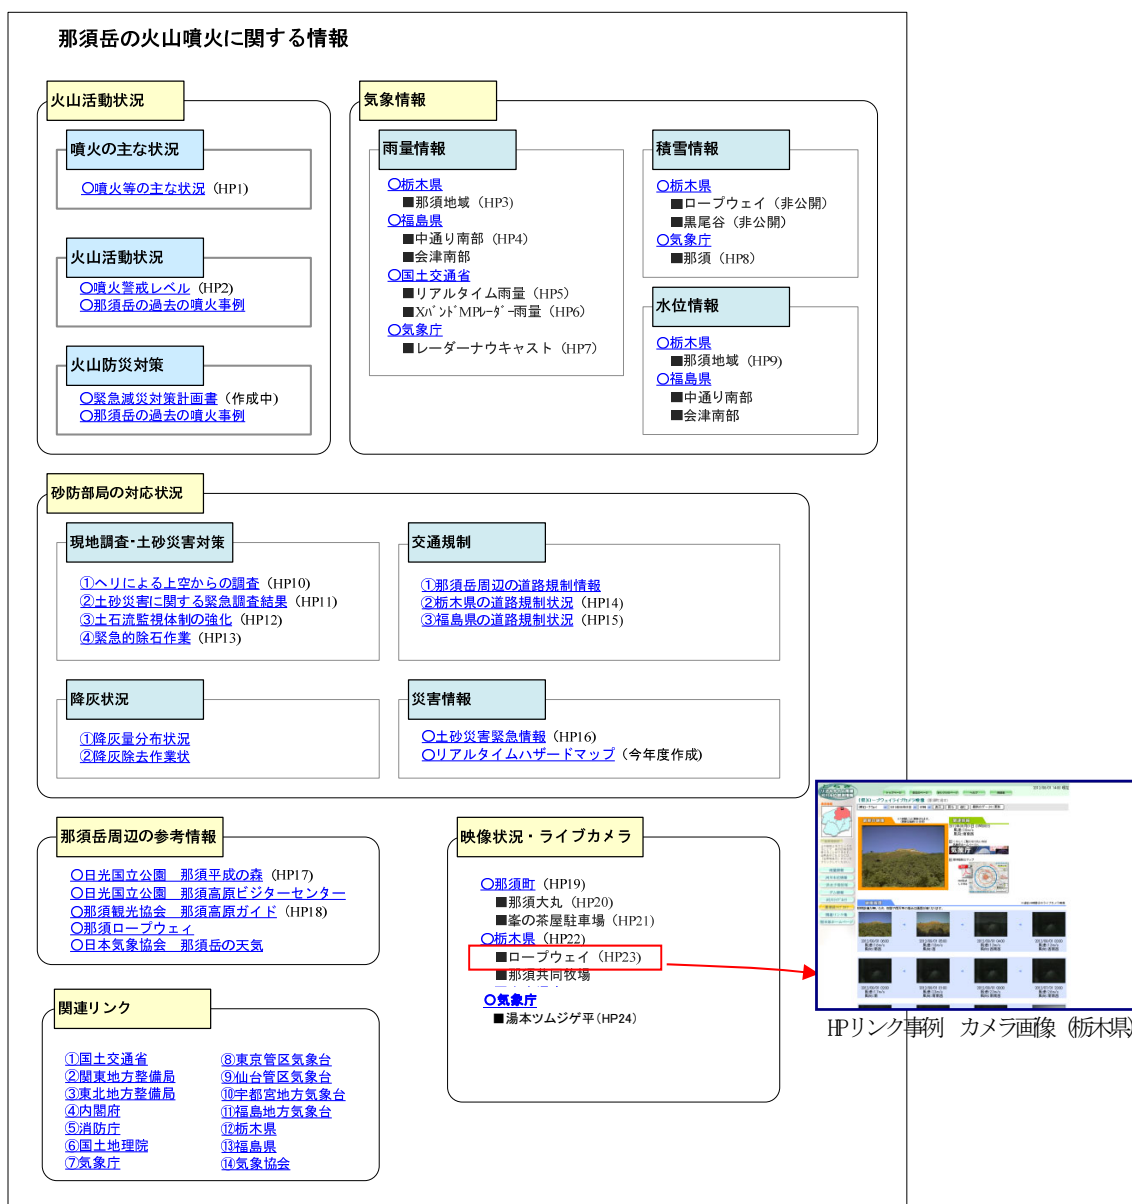 那須岳の火山噴火に関する情報
火山活動状況
噴火の主な状況
〇噴火等の主な状況 (HP1)
火山活動状況
〇噴火警戒レベル (HP2)
〇那須岳の過去の噴火事例
火山防災対策
〇緊急減災対策計画書 (作成中)
〇那須岳の過去の噴火事例
気象情報
雨量情報
〇栃木県
■那須地域 (HP3)
〇福島県
■中通り南部 (HP4)
■会津南部
〇国土交通省
■リアルタイム雨量 (HP5)
■XバンドMPレーダー雨量 (HP6)
〇気象庁
■レーダーナウキャスト (HP7)
積雪情報
〇栃木県
■ロープウェイ (非公開)
■黒尾谷 (非公開)
〇気象庁
■那須 (HP8)
水位情報
〇栃木県
■那須地域 (HP9)
〇福島県
■中通り南部
■会津南部
砂防部局の対応状況
現地調査・土砂災害対策
①ヘリによる上空からの調査 (HP10)
②土砂災害に関する緊急調査結果 (HP11)
③土石流監視体制の強化 (HP12)
④緊急的除石作業 (HP13)
交通規制
①那須岳周辺の道路規制情報
②栃木県の道路規制状況 (HP14)
③福島県の道路規制状況 (HP15)
降灰状況
①降灰量分布状況
②降灰除去作業状
災害情報
〇土砂災害緊急情報 (HP16)
〇リアルタイムハザードマップ (今年度作成)
那須岳周辺の参考情報
〇日光国立公園 那須平成の森 (HP17)
〇日光国立公園 那須高原ビジターセンター
〇那須観光協会 那須高原ガイド (HP18)
〇那須ロープウェィ
〇日本気象協会 那須岳の天気
映像状況・ライブカメラ
〇那須町 (HP19)
■那須大丸 (HP20)
■峯の茶屋駐車場 (HP21)
〇栃木県 (HP22)
■ロープウェイ (HP23)
■那須共同牧場
〇気象庁
■湯本ツムジケ平(HP24)
気象庁
HPリンク事例 カメラ画像 (栃木県)
関連リンク
①国土交通省
②関東地方整備局
③東北地方整備局
④内閣府
⑤消防庁
⑥国土地理院
⑦気象庁
⑧東京管区気象台
⑨仙台管区気象台
⑩宇都宮地方気象台
⑪福島地方気象台
⑫栃木県
⑬福島県
⑭気象協会